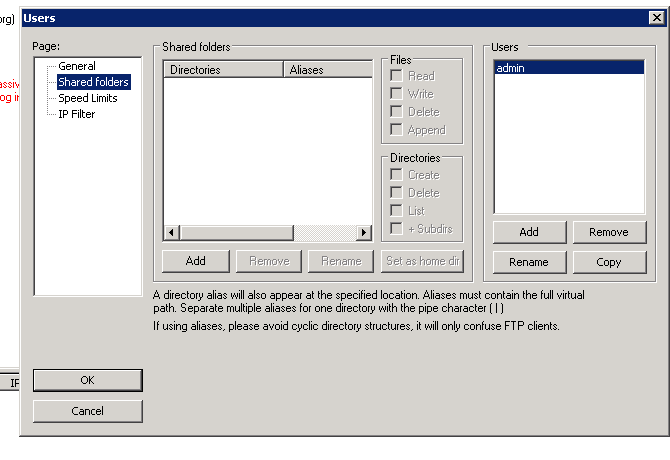 org)
Users
Page:
General
Shared folders
Speed Limits
IP Filter
Shared folders
Directories Aliases
Files
Read
Write
Delete
Append
Directories
Create
Delete
List
+ Subdirs
Add Remove Rename Set as home dir
Users
admin
Add Remove
Rename Copy
A directory alias will also appear at the specified location. Aliases must contain the full virtual
path. Separate multiple aliases for one directory with the pipe character ( | )
If using aliases, please avoid cyclic directory structures, it will only confuse FTP clients.
OK
Cancel
IP